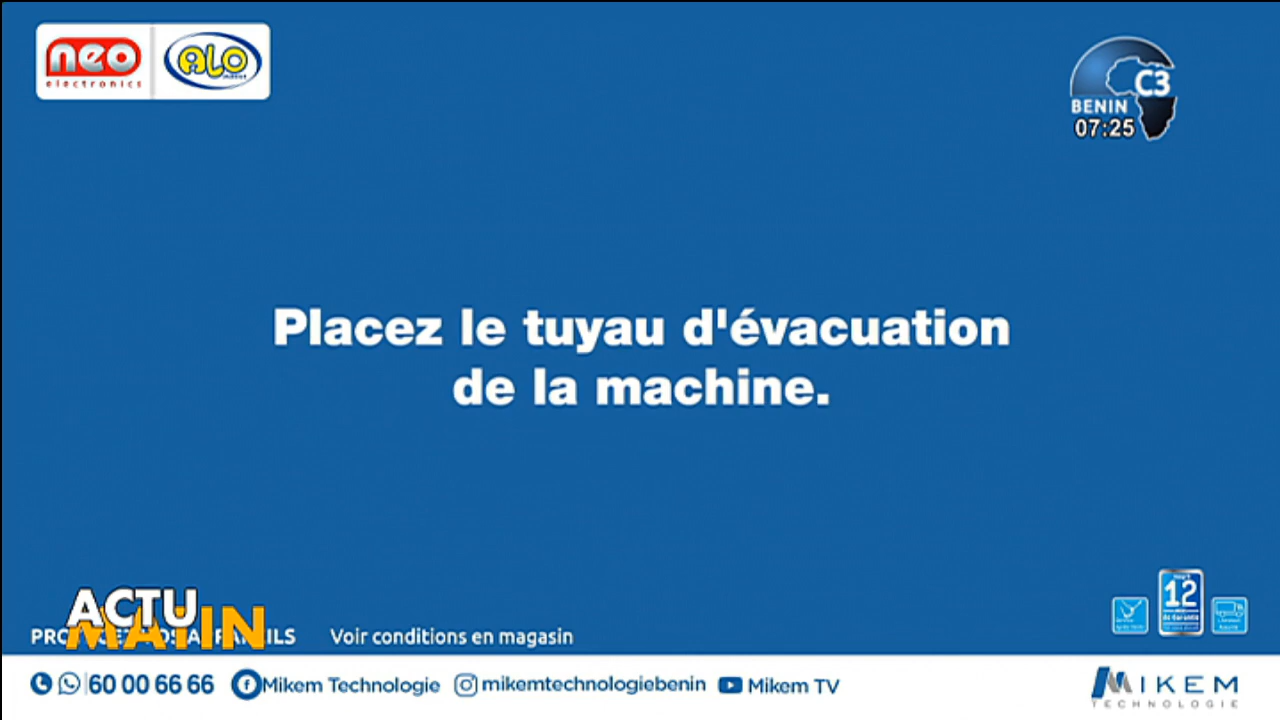 neo
electronics
ALO
C3
BENIN
07:25
Placez le tuyau d'évacuation
de la machine.
ACTU
MATIN
Voir conditions en magasin
12
60 00 66 66
Mikem Technologie
mikemtechnologiebenin
Mikem TV
MIKEM
TECHNOLOGIE